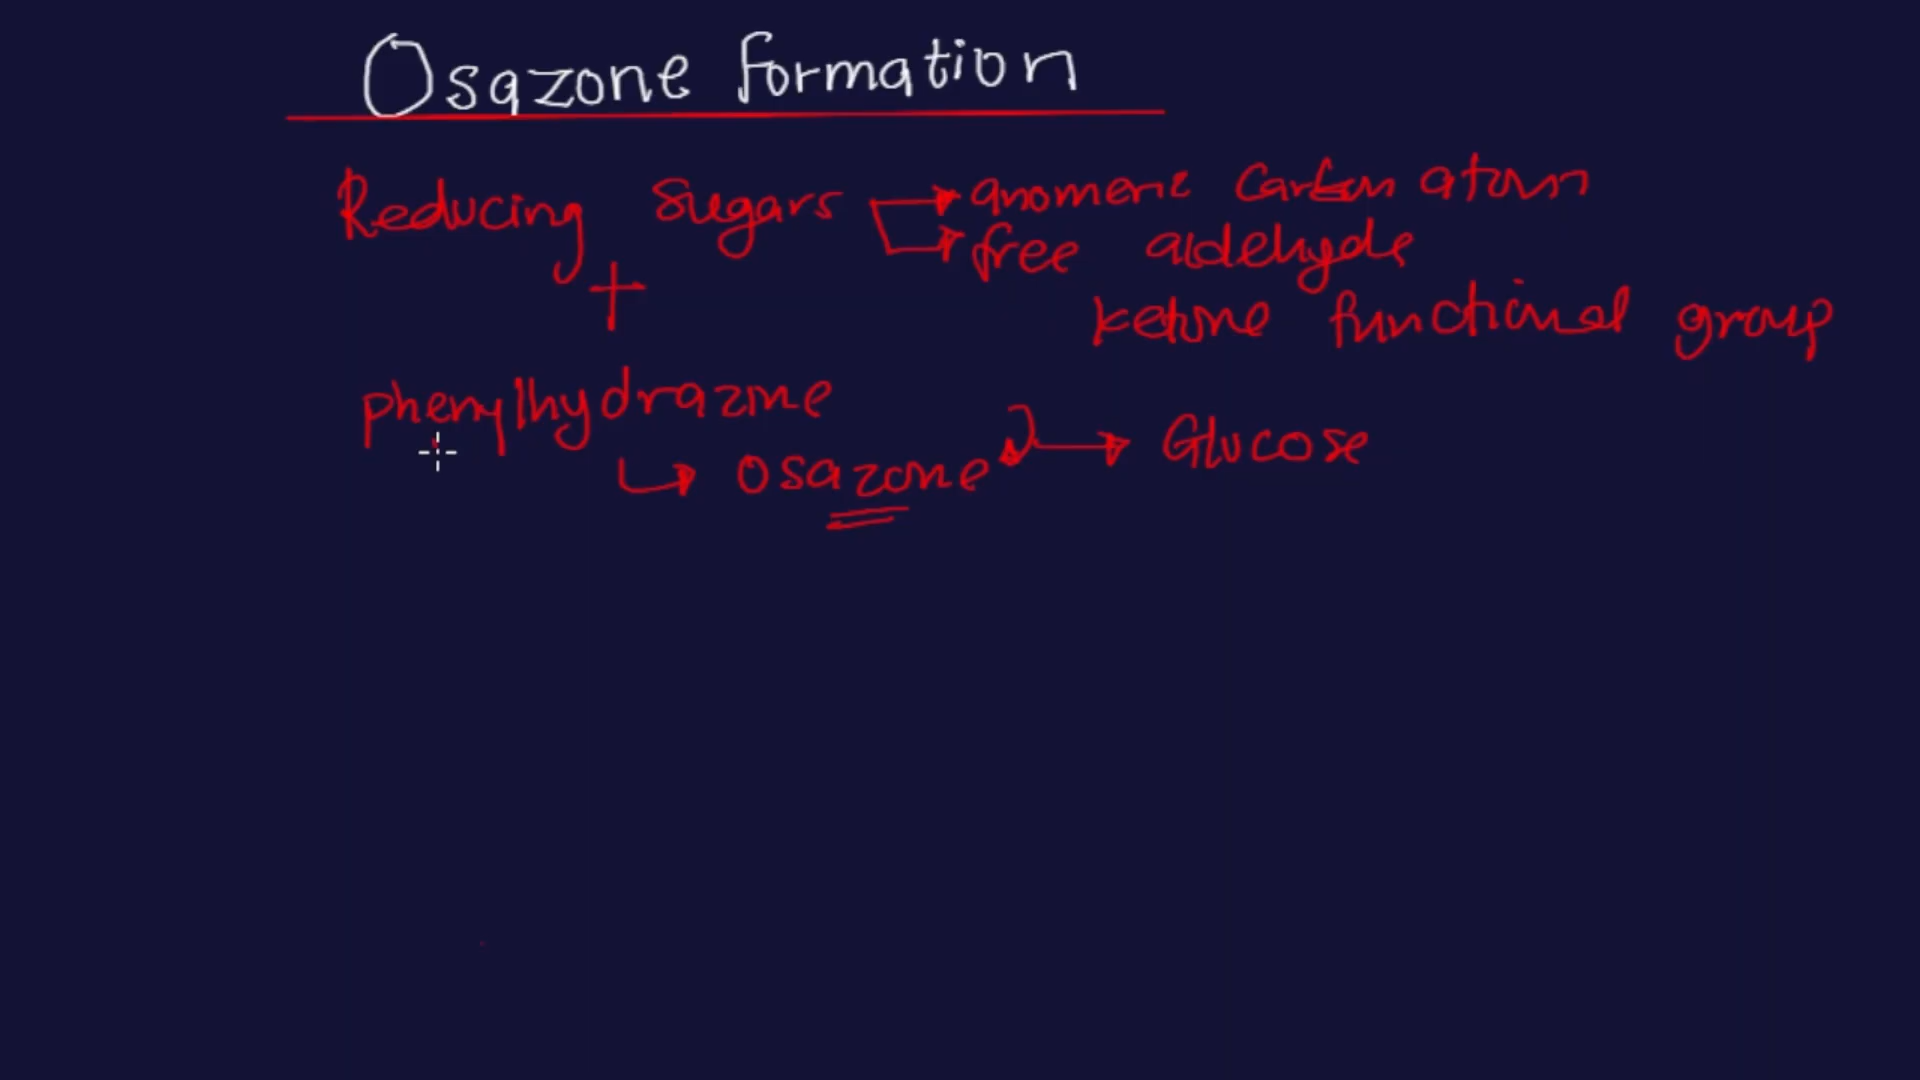 Osazone formation
Reducing sugars → anomeric carbon atom
→ free aldehyde
+
ketone functional group
phenylhydrazine
↳ osazone → Glucose